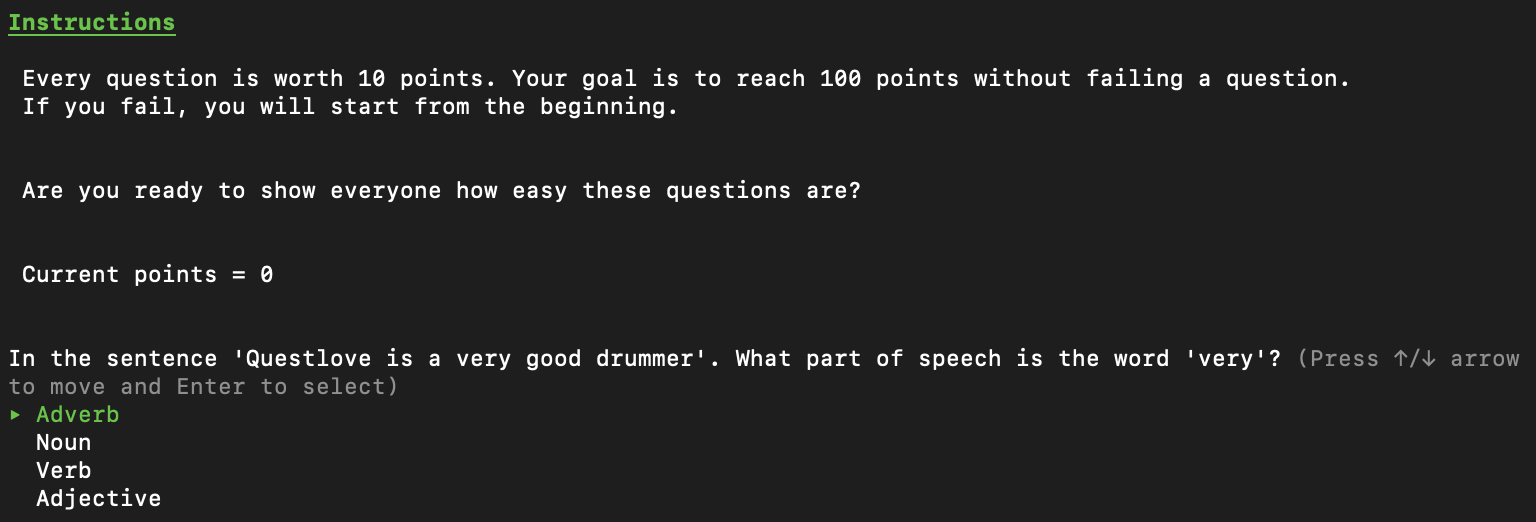 Instructions
Every question is worth 10 points. Your goal is to reach 100 points without failing a question.
If you fail, you will start from the beginning.
Are you ready to show everyone how easy these questions are?
Current points = 0
In the sentence 'Questlove is a very good drummer'. What part of speech is the word 'very'? (Press ↑/↓ arrow
to move and Enter to select)
▸ Adverb
Noun
Verb
Adjective